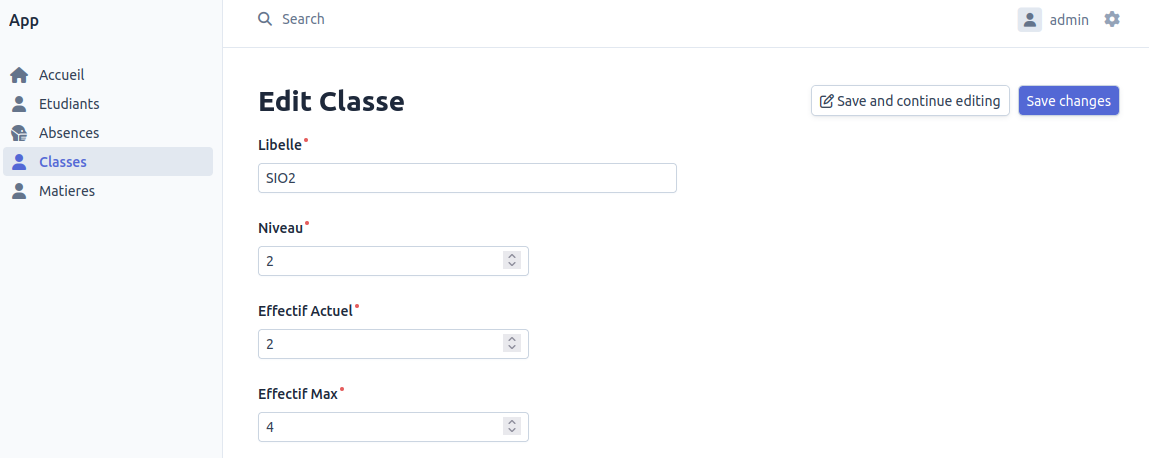 App
Search
admin
Accueil
Etudiants
Absences
Classes
Matieres
Edit Classe
Save and continue editing
Save changes
Libelle
SIO2
Niveau
2
Effectif Actuel
2
Effectif Max
4